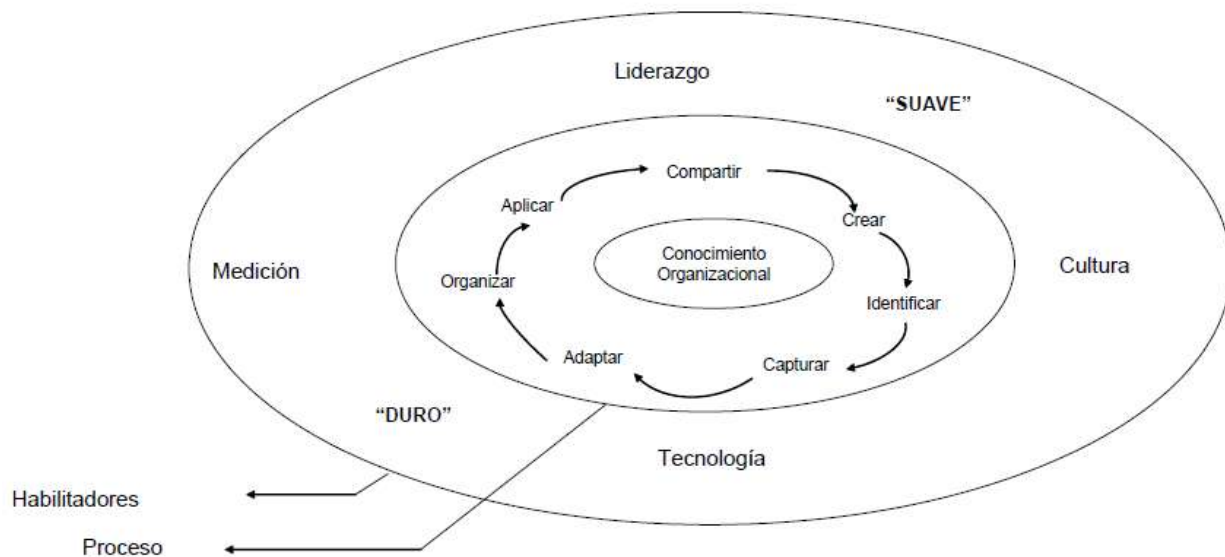 Liderazgo
“SUAVE”
Compartir
Aplicar
Crear
Conocimiento
Organizacional
Medición
Organizar
Cultura
Identificar
Adaptar
Capturar
“DURO”
Tecnología
Habilitadores
Proceso